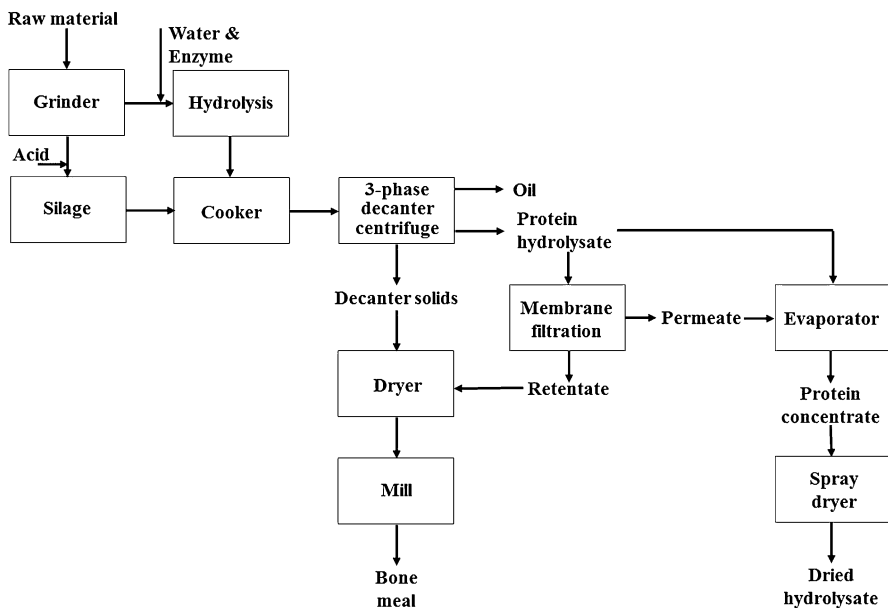 Raw material
Water &
Enzyme
Grinder
Hydrolysis
Acid
Silage
Cooker
3-phase
decanter
centrifuge
Oil
Protein
hydrolysate
Decanter solids
Membrane
filtration
Permeate
Evaporator
Dryer
Retentate
Protein
concentrate
Mill
Spray
dryer
Bone
meal
Dried
hydrolysate